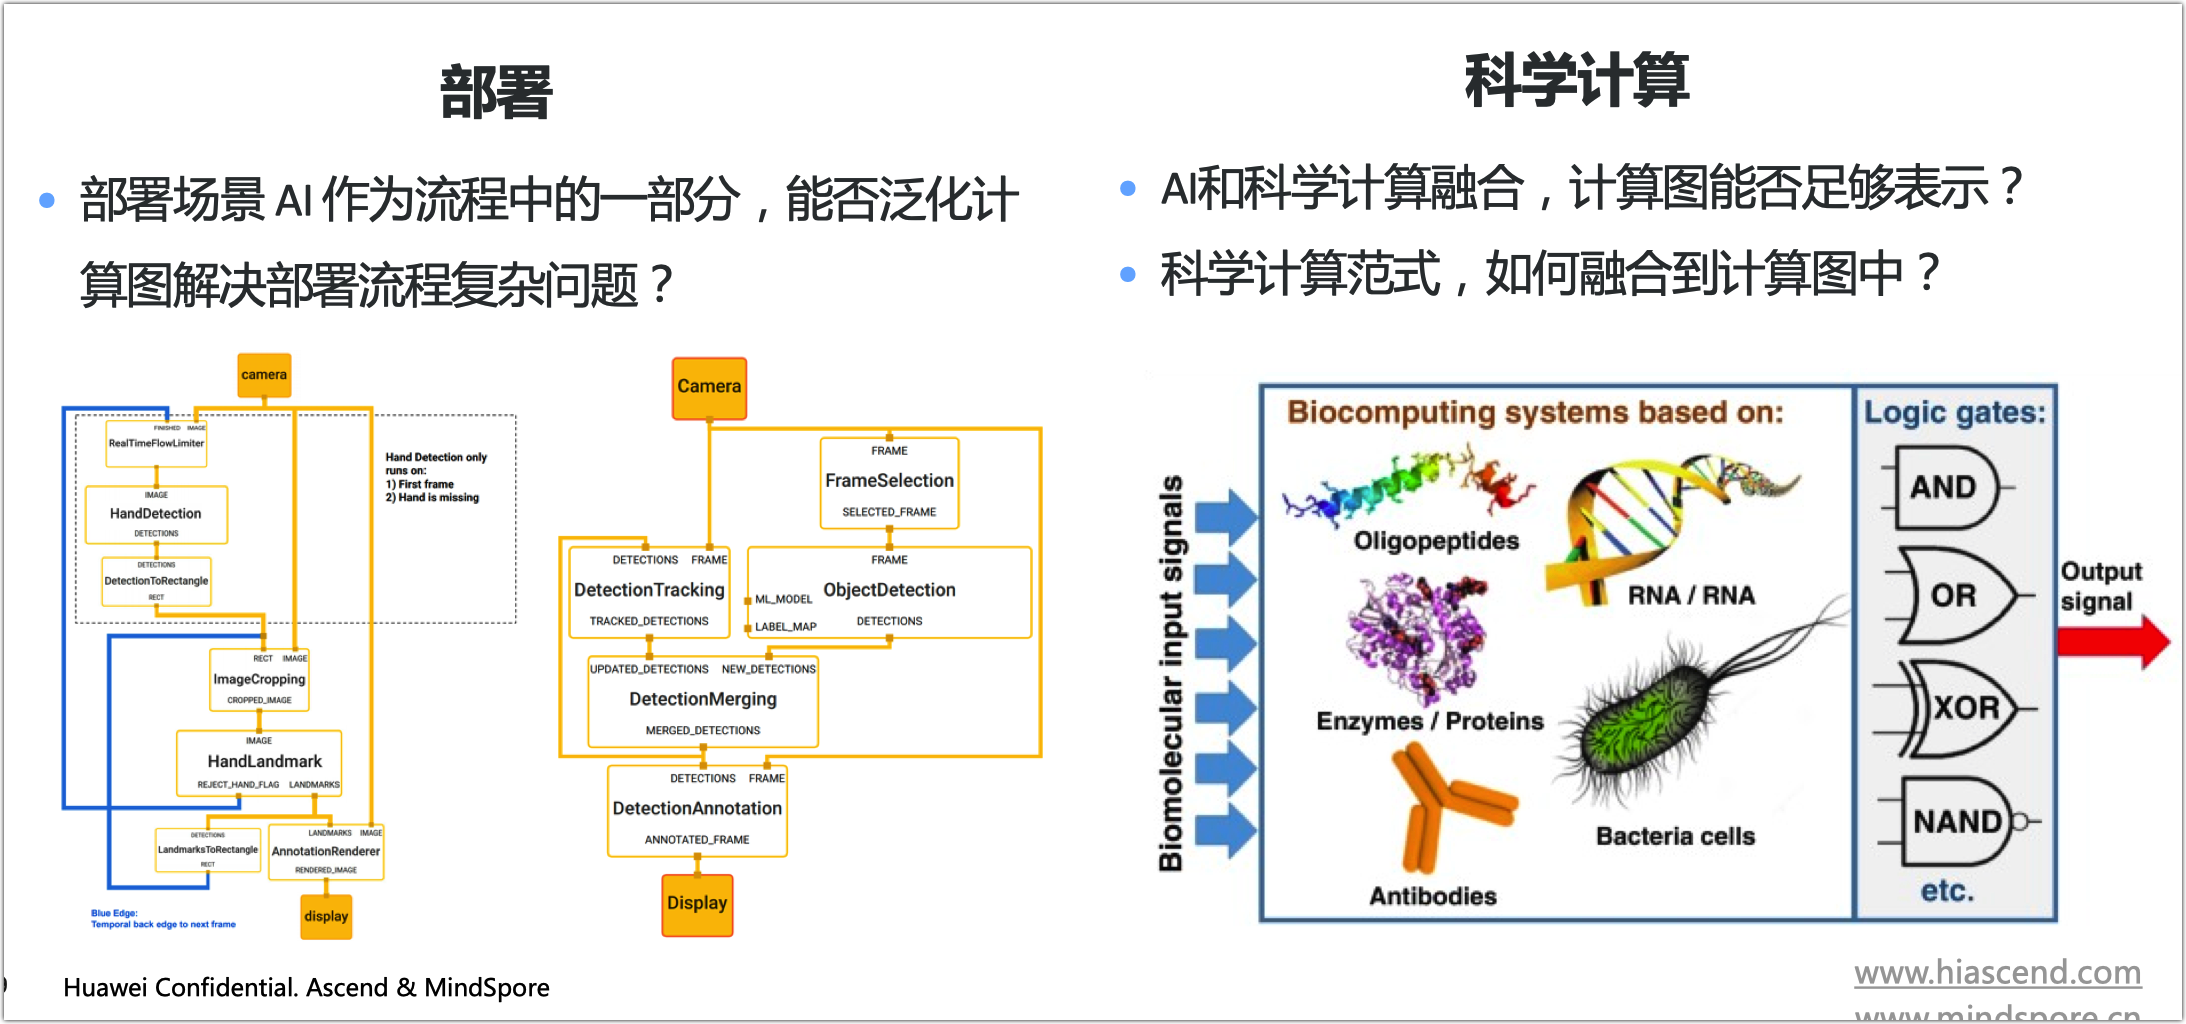 部署
部署场景 AI 作为流程中的一部分，能否泛化计
算图解决部署流程复杂问题？
camera
FINISHED IMAGE
RealTimeFlowLimiter
IMAGE
HandDetection
DETECTIONS
DETECTIONS
DetectionToRectangle
RECT
Hand Detection only
runs on:
1) First frame
2) Hand is missing
RECT IMAGE
ImageCropping
CROPPED_IMAGE
IMAGE
HandLandmark
REJECT_HAND_FLAG LANDMARKS
DETECTIONS
LandmarksToRectangle
RECT
LANDMARKS IMAGE
AnnotationRenderer
RENDERED_IMAGE
display
Blue Edge:
Temporal back edge to next frame
Camera
FRAME
FrameSelection
SELECTED_FRAME
DETECTIONS FRAME
DetectionTracking
TRACKED_DETECTIONS
FRAME
ML_MODEL
ObjectDetection
LABEL_MAP
DETECTIONS
UPDATED_DETECTIONS NEW_DETECTIONS
DetectionMerging
MERGED_DETECTIONS
DETECTIONS FRAME
DetectionAnnotation
ANNOTATED_FRAME
Display
科学计算
AI和科学计算融合，计算图能否足够表示？
科学计算范式，如何融合到计算图中？
Biomolecular input signals
Biocomputing systems based on:
Oligopeptides
RNA / RNA
Enzymes / Proteins
Bacteria cells
Antibodies
Logic gates:
AND
OR
XOR
NAND
etc.
Output
signal
Huawei Confidential. Ascend & MindSpore
www.hiascend.com
www.mindspore.cn